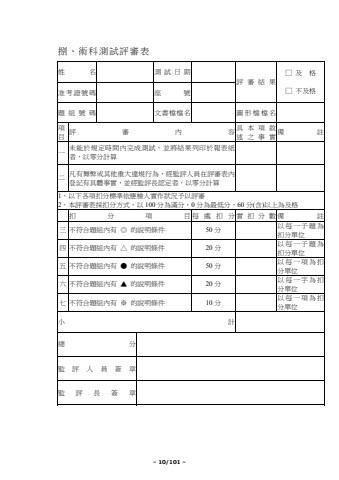 捌、術科測試評審表
姓 名 測試日期 評審結果 □ 及 格
□ 不及格
准考證號碼 座 號
題組號碼 文書檔檔名 圖形檔檔名
項目 評 審 內 容 具本項敘述之事實 備 註
一 未能於規定時間內完成測試、並將結果列印於報表紙者，以零分計算
二 凡有舞弊或其他重大違規行為，經監評人員在評審表內登記有具體事實，並經監評長認定者，以零分計算
1、以下各項扣分標準依應檢人實作狀況予以評審
2、本評審表採扣分方式，以 100 分為滿分，0 分為最低分，60 分(含)以上為及格
扣 分 項 目 每處扣分 實扣分數 備 註
三 不符合題組內有 ◎ 的說明條件 50 分 以每一子題為扣分單位
四 不符合題組內有 △ 的說明條件 20 分 以每一子題為扣分單位
五 不符合題組內有 ● 的說明條件 50 分 以每一項為扣分單位
六 不符合題組內有 ▲ 的說明條件 20 分 以每一字為扣分單位
七 不符合題組內有 ※ 的說明條件 10 分 以每一項為扣分單位
小 計
總 分
監評人員簽章
監評長簽章
~ 10/101 ~